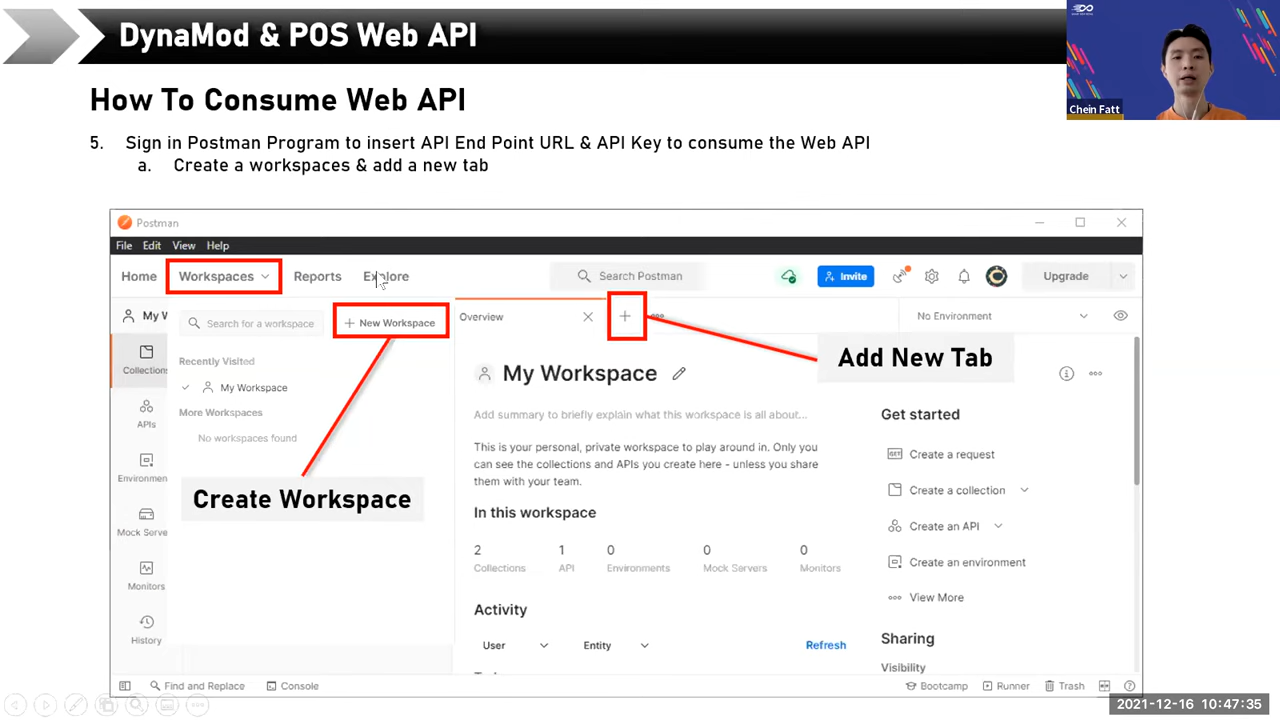 DynaMod & POS Web API
Chein Fatt
How To Consume Web API
5. Sign in Postman Program to insert API End Point URL & API Key to consume the Web API
a. Create a workspaces & add a new tab
Postman
File Edit View Help
Home Workspaces Reports Explore Search Postman Invite Upgrade
My W Search for a workspace + New Workspace Overview + No Environment
Add New Tab
Recently Visited
My Workspace
More Workspaces
No workspaces found
Collections
APIs
Environmen
Mock Serve
Monitors
History
Create Workspace
My Workspace
Add summary to briefly explain what this workspace is all about...
This is your personal, private workspace to play around in. Only you
can see the collections and APIs you create here - unless you share
them with your team.
In this workspace
2 1 0 0 0
Collections API Environments Mock Servers Monitors
Activity
User Entity Refresh
Get started
GET Create a request
Create a collection
Create an API
Create an environment
View More
Sharing
Visibility
Find and Replace Console Bootcamp Runner Trash
2021-12-16 10:47:35